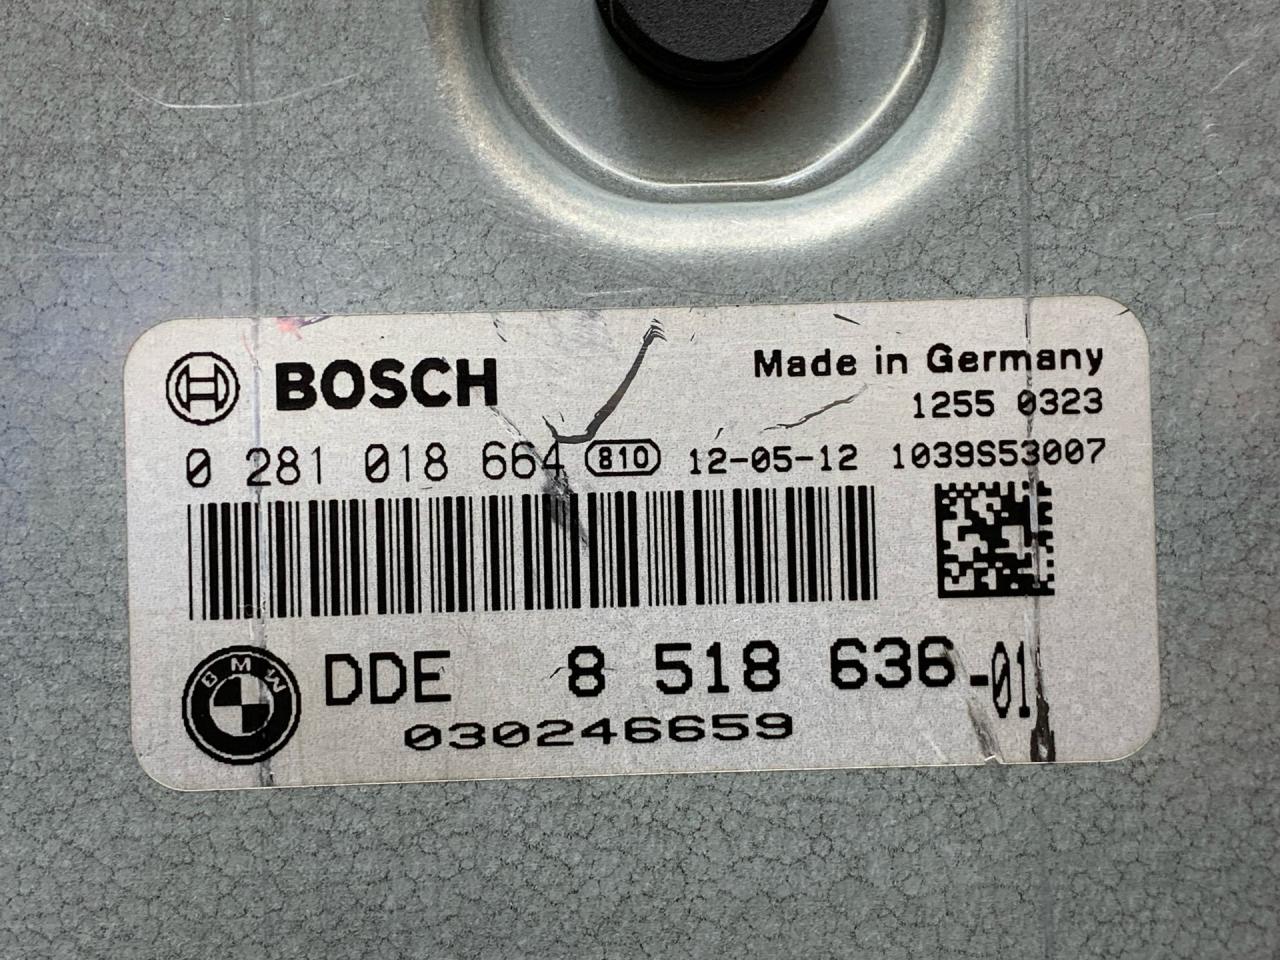 BOSCH
Made in Germany
1255 0323
0 281 018 664 810 12-05-12 1039S53007
BMW
DDE 8 518 636-01
030246659